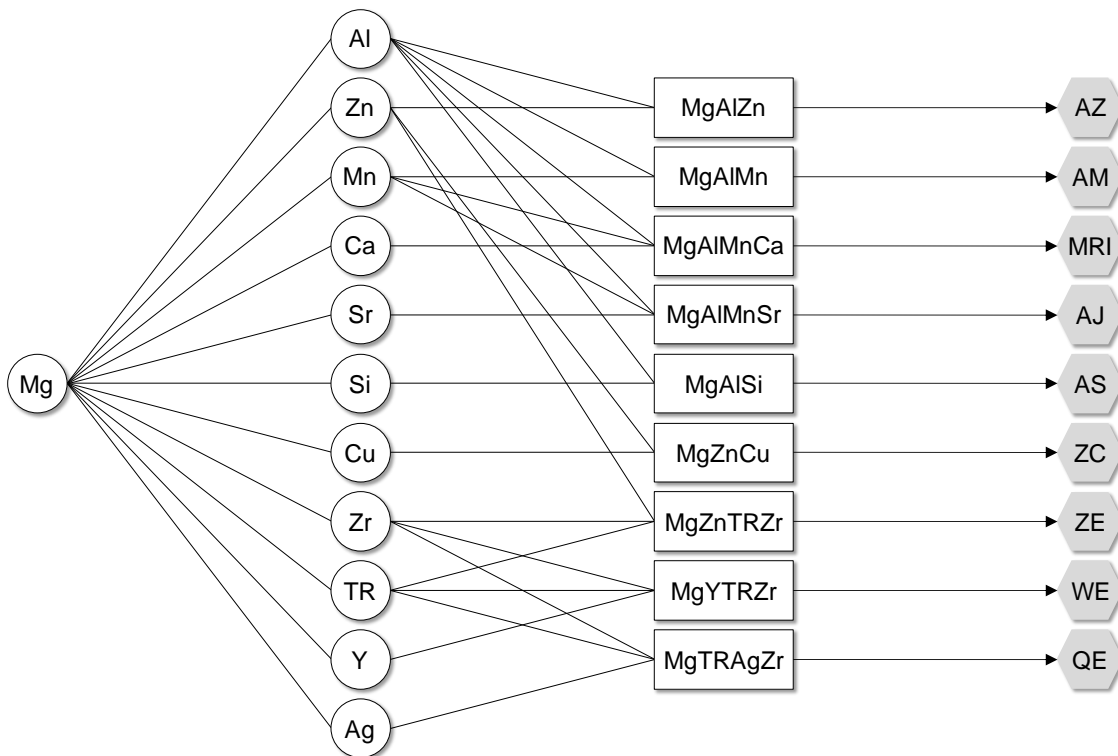 Al
Zn
MgAlZn
AZ
Mn
MgAlMn
AM
Ca
MgAlMnCa
MRI
Sr
MgAlMnSr
AJ
Mg
Si
MgAlSi
AS
Cu
MgZnCu
ZC
Zr
MgZnTRZr
ZE
TR
MgYTRZr
WE
Y
MgTRAgZr
QE
Ag